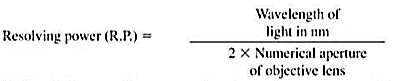 Wavelength of
light in nm
Resolving power (R.P.) =
2 × Numerical aperture
of objective lens